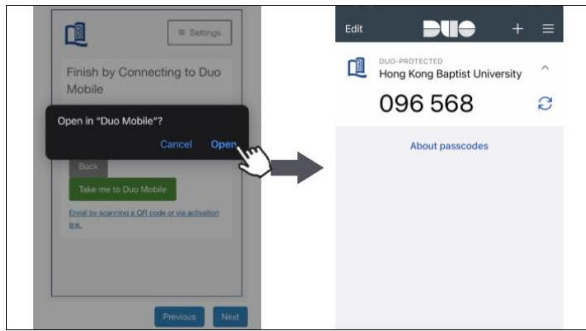 ≡ Settings
Finish by Connecting to Duo
Mobile
Open in "Duo Mobile"?
Cancel Open
Back
Take me to Duo Mobile
Enroll by scanning a QR code or via activation
link.
Previous Next
Edit DUO + ≡
DUO-PROTECTED
Hong Kong Baptist University
096 568
About passcodes